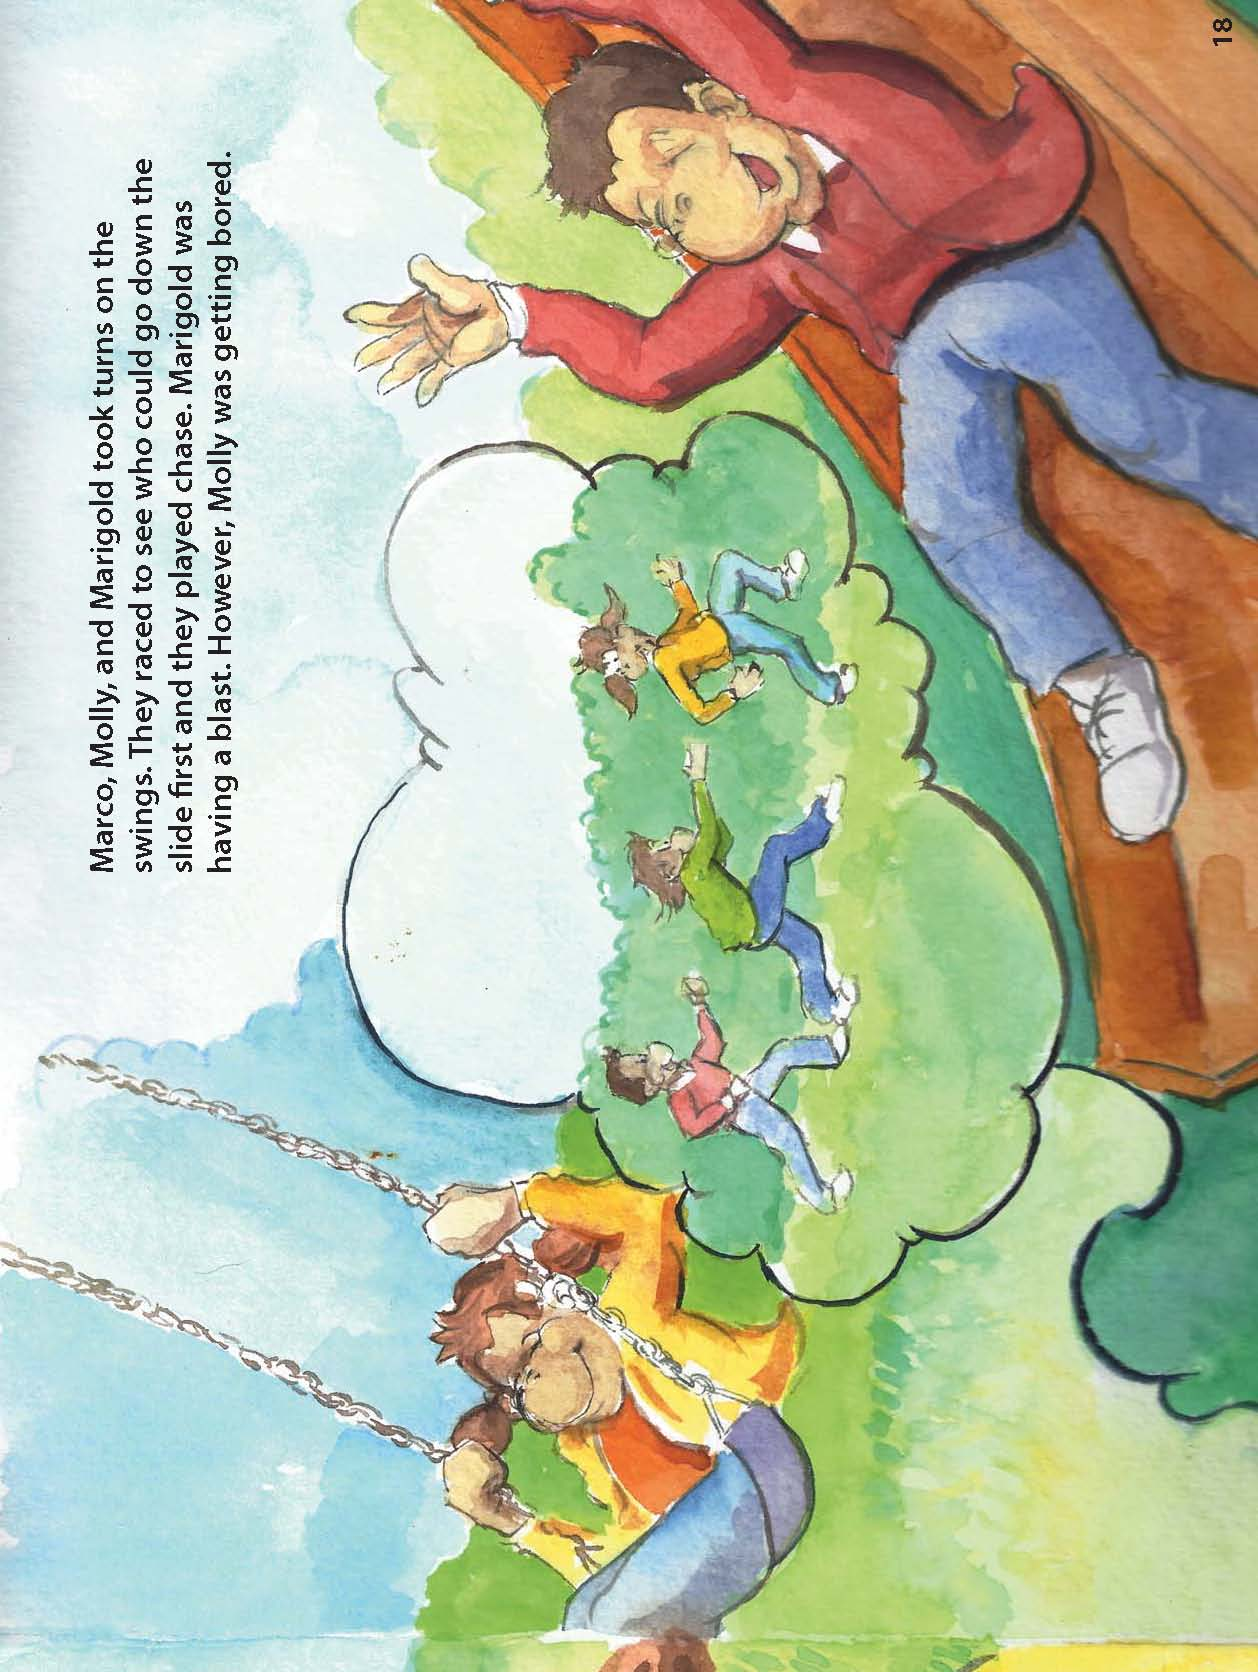 Marco, Molly, and Marigold took turns on the
swings. They raced to see who could go down the
slide first and they played chase. Marigold was
having a blast. However, Molly was getting bored.
18